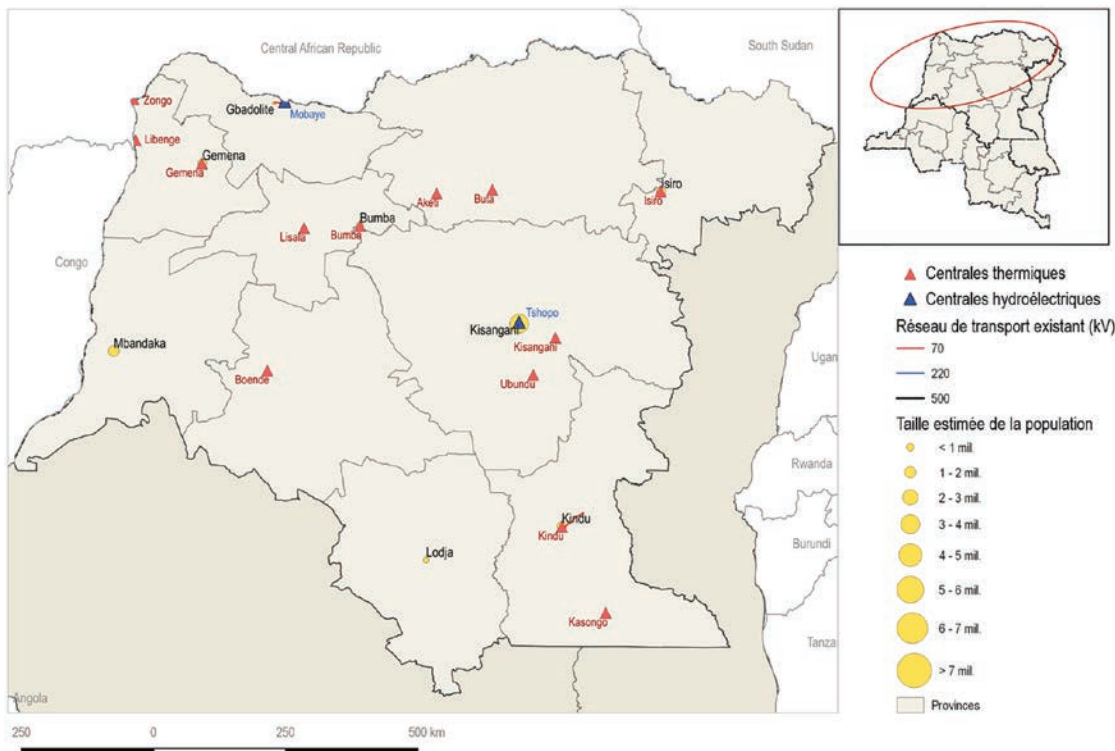 Central African Republic
South Sudan
Zongo
Gbadolite
Mobaye
Libenge
Gemena
Gemena
Isiro
Isiro
Aketi
Buta
Bumba
Bumba
Lisala
Congo
Tshopo
Kisangani
Kisangani
Mbandaka
Boende
Ubundu
Ugan
Rwanda
Kindu
Kindu
Burundi
Lodja
Kasongo
Tanza
Angola
250 0 250 500 km
Centrales thermiques
Centrales hydroélectriques
Réseau de transport existant (kV)
70
220
500
Taille estimée de la population
< 1 mil.
1 - 2 mil.
2 - 3 mil.
3 - 4 mil.
4 - 5 mil.
5 - 6 mil.
6 - 7 mil.
> 7 mil.
Provinces